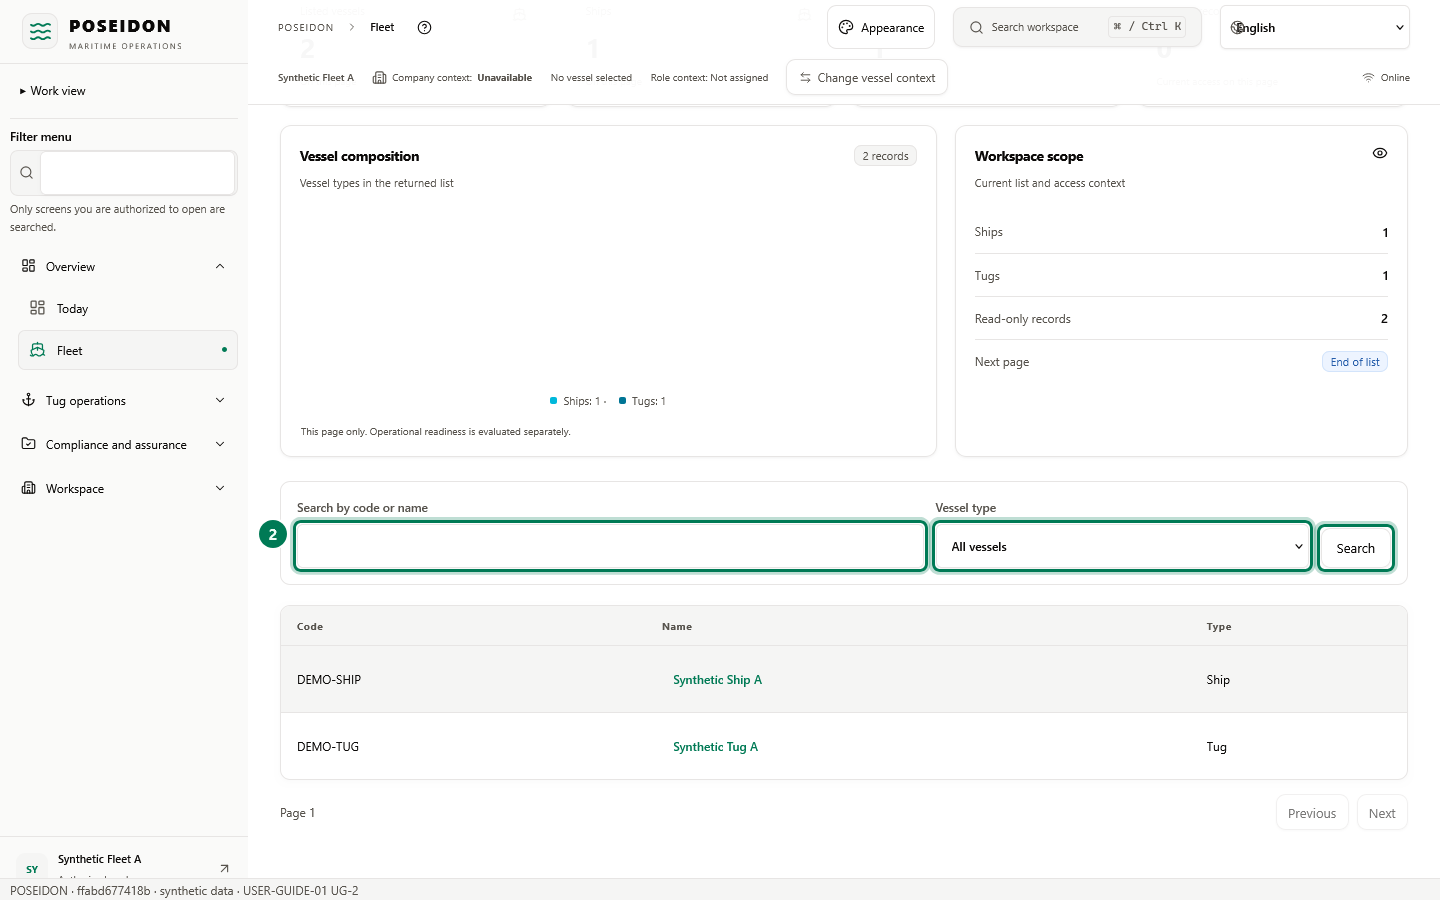 POSEIDON
MARITIME OPERATIONS
POSEIDON > Fleet
Appearance
Search workspace
⌘ / Ctrl K
English
Synthetic Fleet A
Company context: Unavailable
No vessel selected
Role context: Not assigned
Change vessel context
Online
Work view
Filter menu
Only screens you are authorized to open are
searched.
Overview
Today
Fleet
Tug operations
Compliance and assurance
Workspace
Vessel composition
2 records
Vessel types in the returned list
Ships: 1 ·
Tugs: 1
This page only. Operational readiness is evaluated separately.
Workspace scope
Current list and access context
Ships 1
Tugs 1
Read-only records 2
Next page End of list
Search by code or name
Vessel type
2
All vessels
Search
Code Name Type
DEMO-SHIP Synthetic Ship A Ship
DEMO-TUG Synthetic Tug A Tug
Page 1
Previous
Next
SY
Synthetic Fleet A
POSEIDON · ffabd677418b · synthetic data · USER-GUIDE-01 UG-2